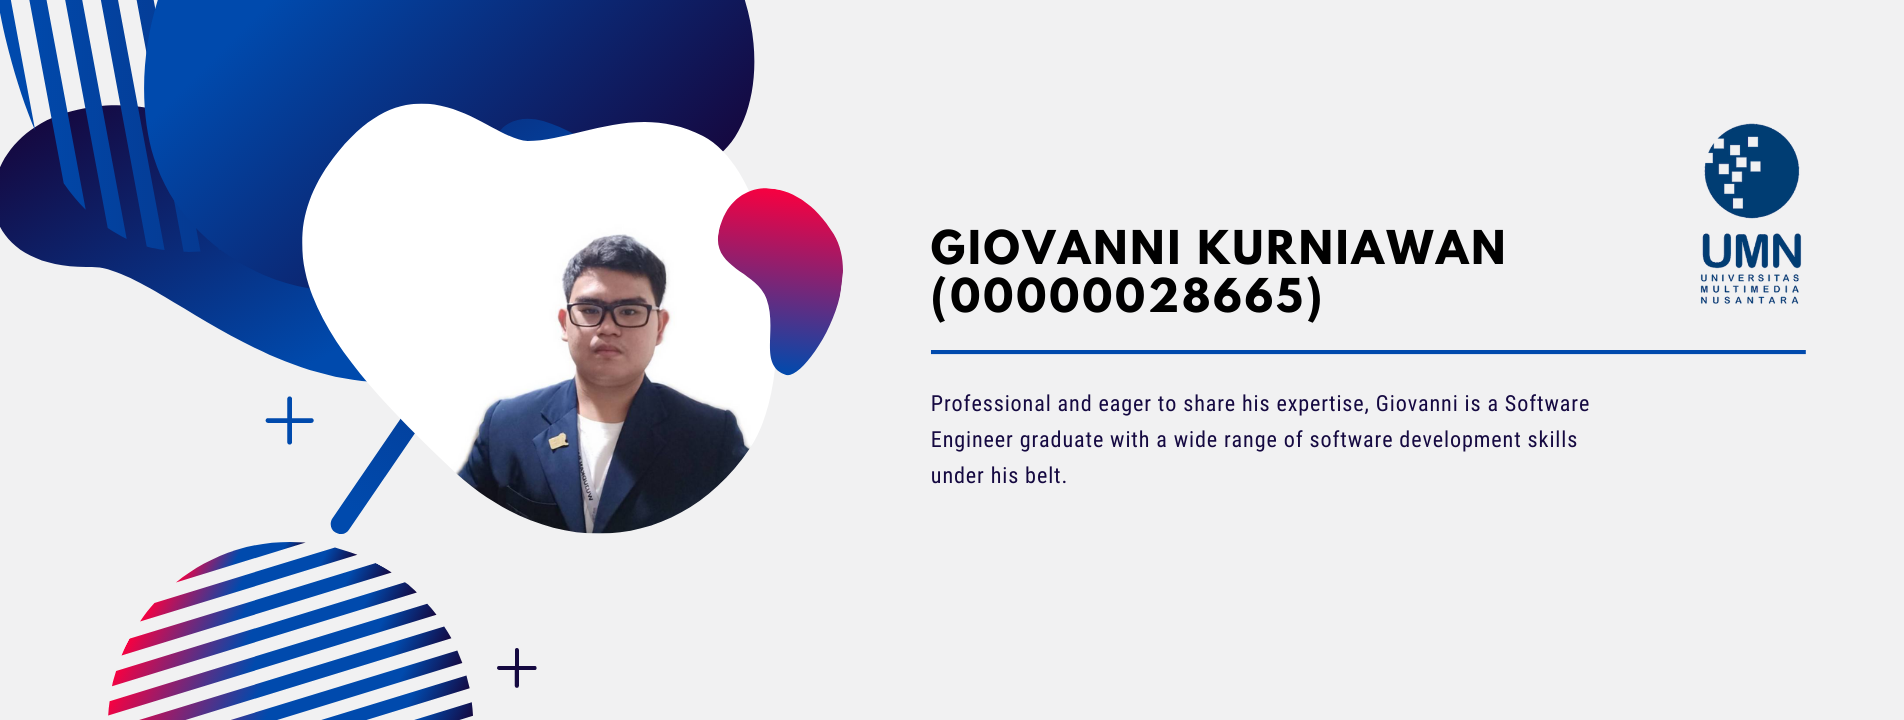 GIOVANNI KURNIAWAN
(00000028665)
UMN
UNIVERSITAS
MULTIMEDIA
NUSANTARA
Professional and eager to share his expertise, Giovanni is a Software
Engineer graduate with a wide range of software development skills
under his belt.